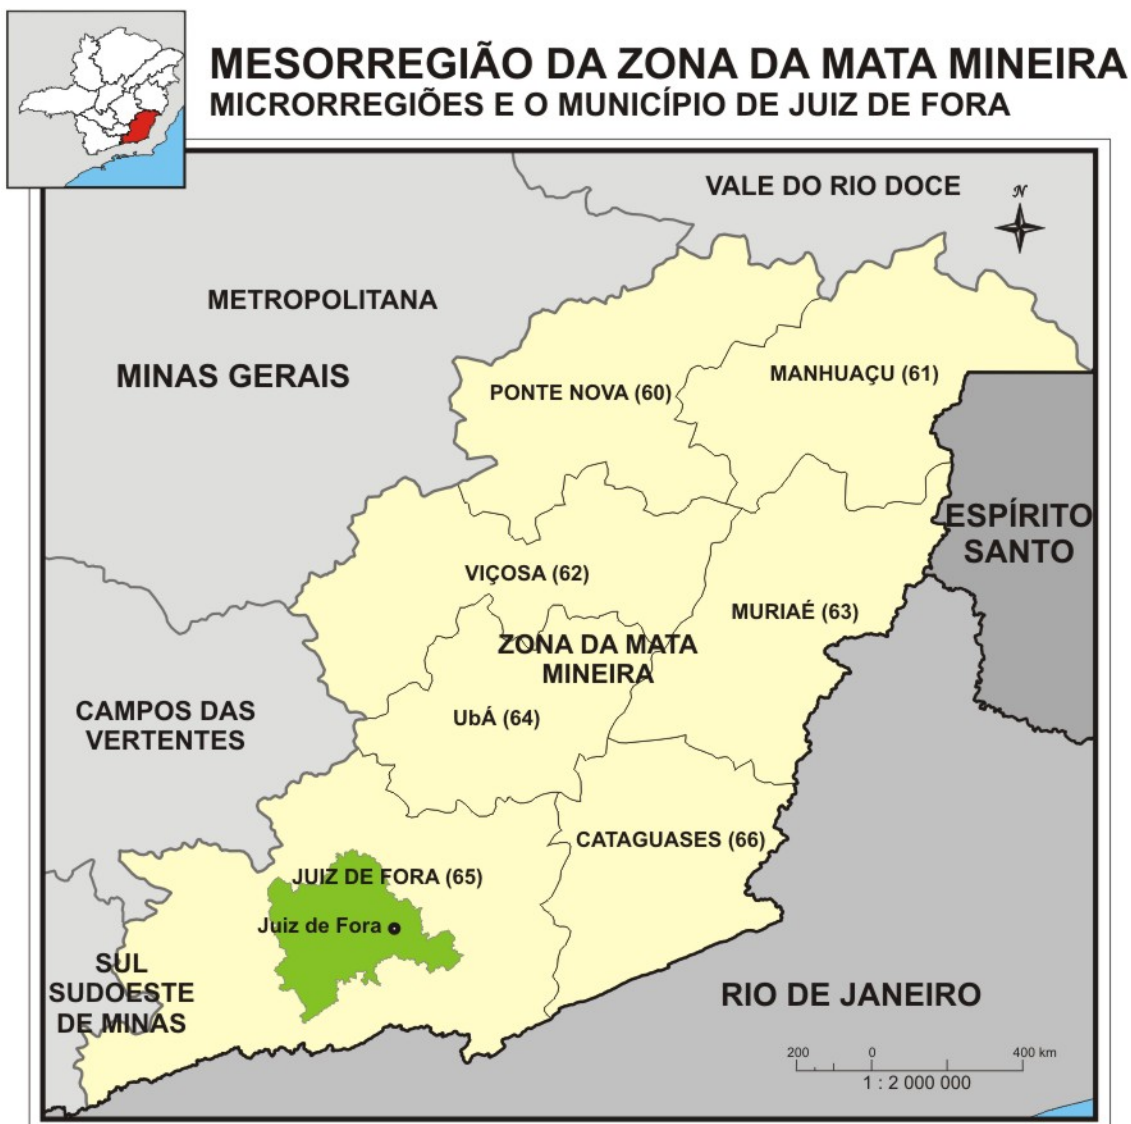 MESORREGIÃO DA ZONA DA MATA MINEIRA
MICRORREGIÕES E O MUNICÍPIO DE JUIZ DE FORA
VALE DO RIO DOCE
N
METROPOLITANA
MINAS GERAIS
MANHUAÇU (61)
PONTE NOVA (60)
ESPÍRITO
SANTO
VIÇOSA (62)
MURIAÉ (63)
ZONA DA MATA
MINEIRA
CAMPOS DAS
VERTENTES
UbÁ (64)
CATAGUASES (66)
JUIZ DE FORA (65)
Juiz de Fora
SUL
SUDOESTE
DE MINAS
RIO DE JANEIRO
200 0 400 km
1 : 2 000 000